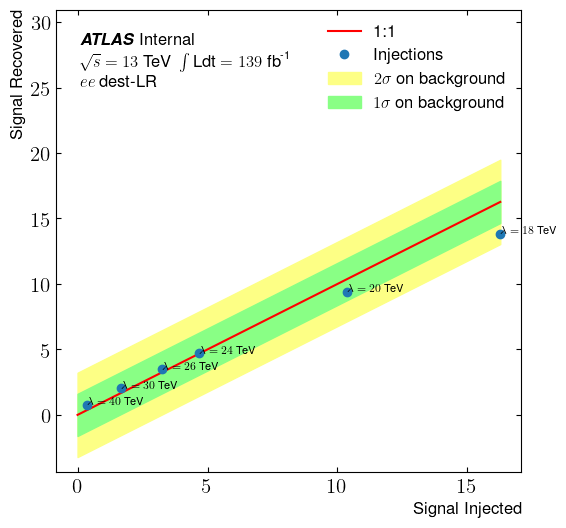 ATLAS Internal
√s = 13 TeV ∫ Ldt = 139 fb⁻¹
ee dest-LR
1:1
Injections
2σ on background
1σ on background
Signal Recovered
30
25
20
15
10
5
0
λ = 18 TeV
λ = 20 TeV
λ = 24 TeV
λ = 26 TeV
λ = 30 TeV
λ = 40 TeV
0 5 10 15
Signal Injected